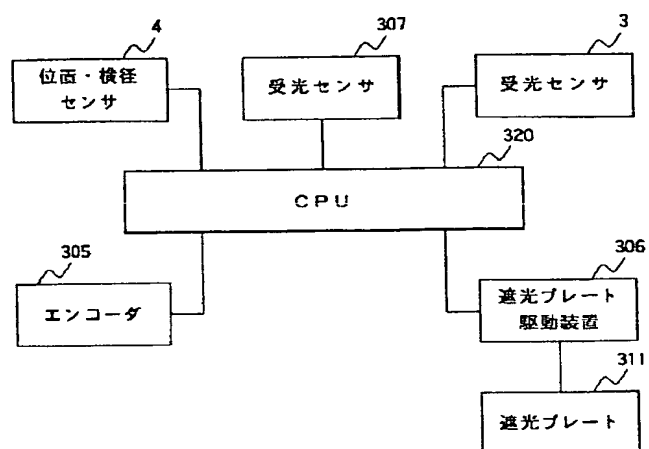 4
位置・横径
センサ
307
受光センサ
3
受光センサ
320
CPU
305
エンコーダ
306
遮光プレート
駆動装置
311
遮光プレート